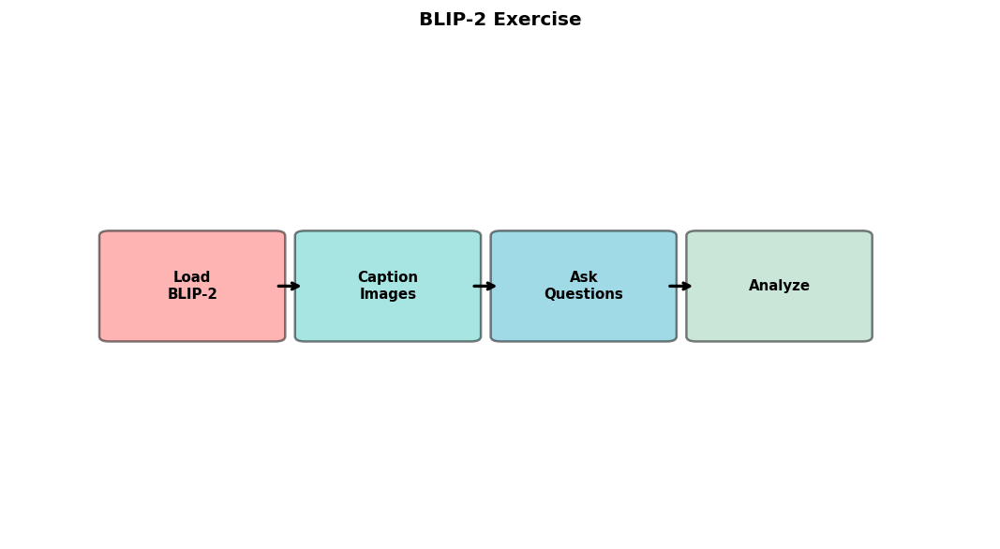 BLIP-2 Exercise
Load
BLIP-2
Caption
Images
Ask
Questions
Analyze